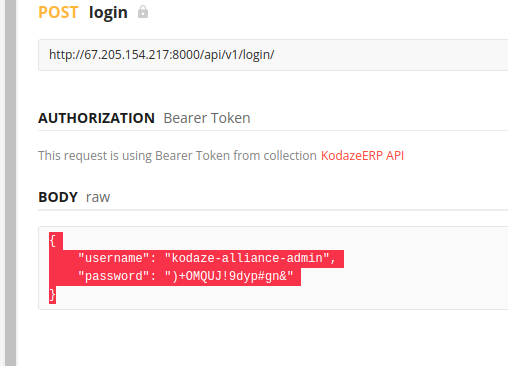 POST login
http://67.205.154.217:8000/api/v1/login/
AUTHORIZATION Bearer Token
This request is using Bearer Token from collection KodazeERP API
BODY raw
{
"username": "kodaze-alliance-admin",
"password": ")+OMQUJ!9dyp#gn&"
}